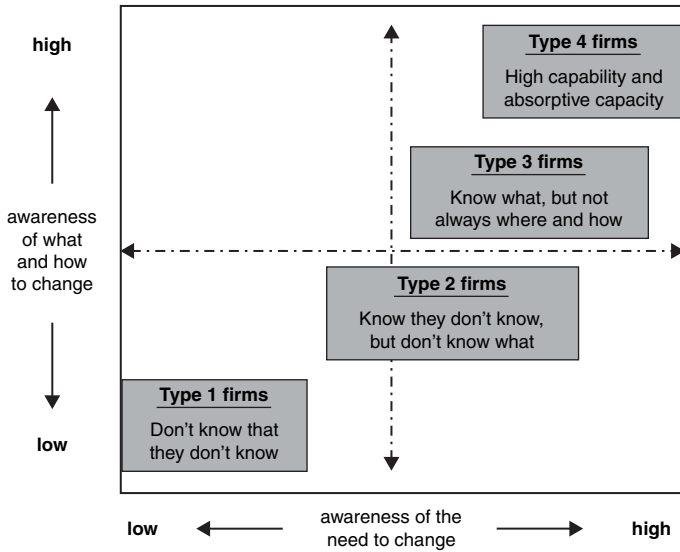 high
awareness
of what
and how
to change
low
Type 4 firms
High capability and
absorptive capacity
Type 3 firms
Know what, but not
always where and how
Type 2 firms
Know they don’t know,
but don’t know what
Type 1 firms
Don’t know that
they don’t know
low
awareness of the
need to change
high